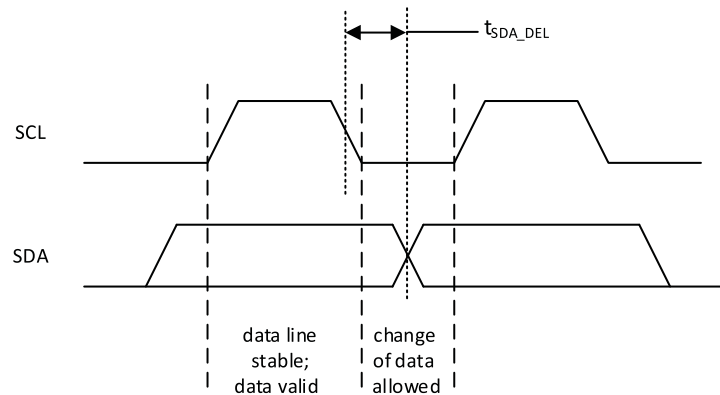 tSDA_DEL
SCL
SDA
data line
stable;
data valid
change
of data
allowed